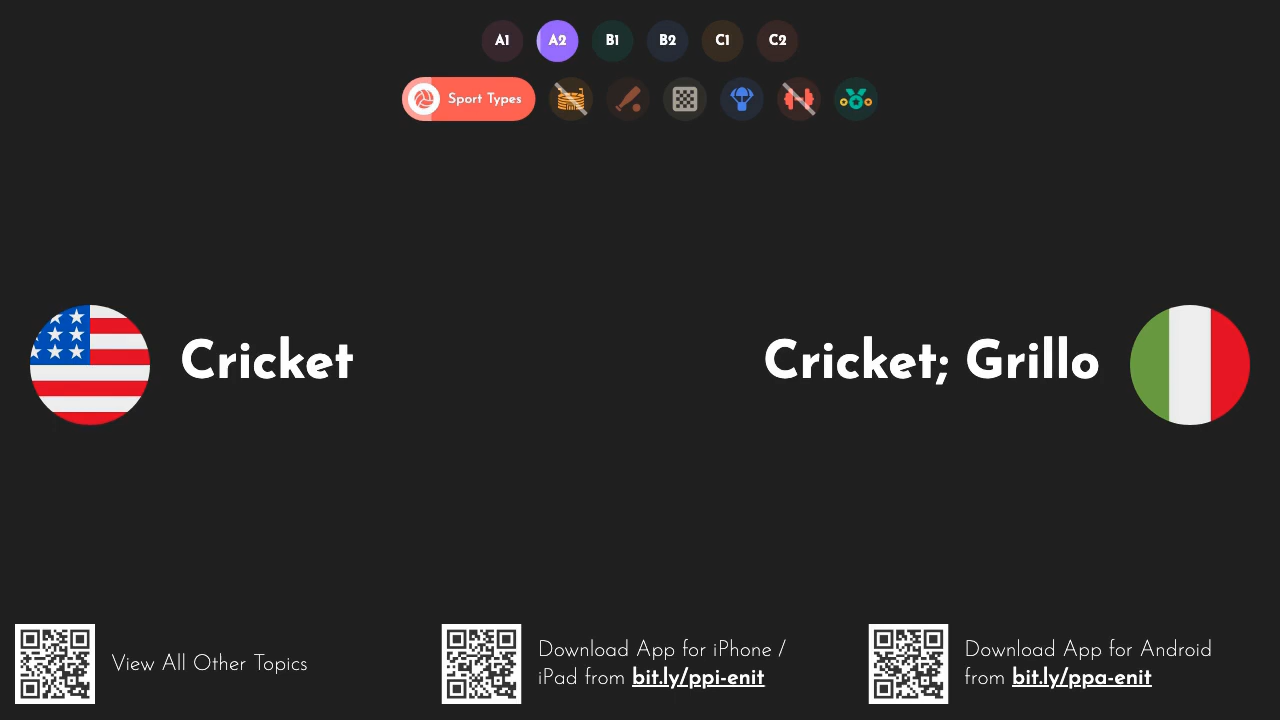 A1 A2 B1 B2 C1 C2
Sport Types
Cricket
Cricket; Grillo
View All Other Topics
Download App for iPhone /
iPad from bit.ly/ppi-enit
Download App for Android
from bit.ly/ppa-enit